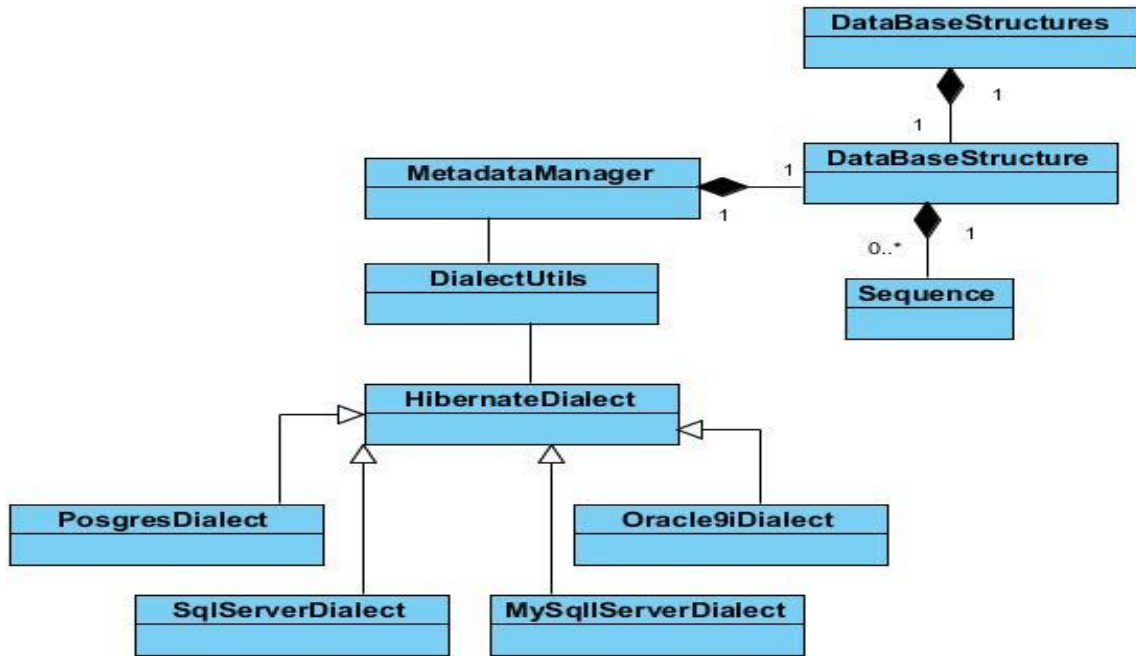 DataBaseStructures
1
1
DataBaseStructure
MetadataManager
1
1
1
0..*
DialectUtils
Sequence
HibernateDialect
PosgresDialect
Oracle9iDialect
SqlServerDialect
MySqllServerDialect